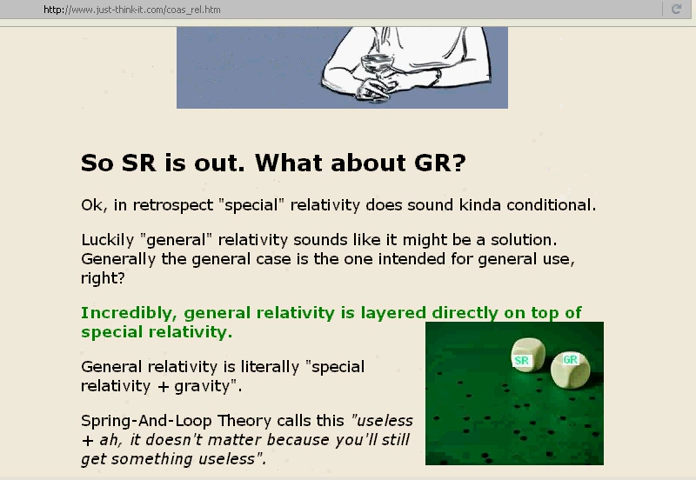 http://www.just-think-it.com/coas_rel.htm
So SR is out. What about GR?
Ok, in retrospect "special" relativity does sound kinda conditional.
Luckily "general" relativity sounds like it might be a solution.
Generally the general case is the one intended for general use,
right?
Incredibly, general relativity is layered directly on top of
special relativity.
General relativity is literally "special
relativity + gravity".
SR
GR
Spring-And-Loop Theory calls this "useless
+ ah, it doesn't matter because you'll still
get something useless".